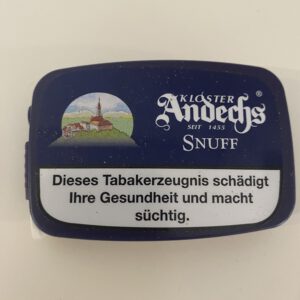 KLOSTER
Andechs®
SEIT 1455
SNUFF
Dieses Tabakerzeugnis schädigt
Ihre Gesundheit und macht
süchtig.